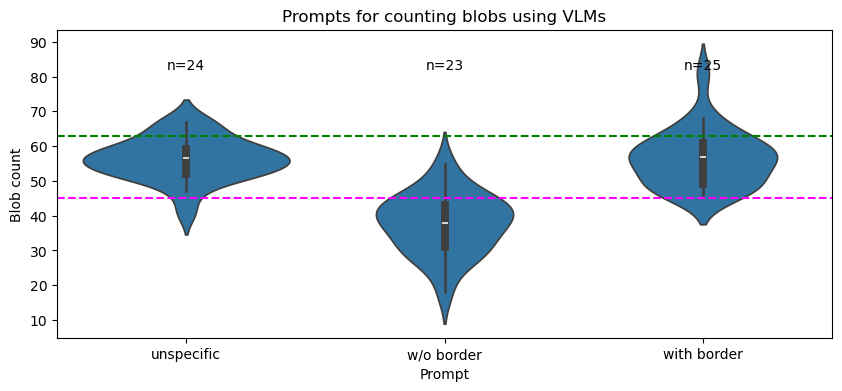 Prompts for counting blobs using VLMs
90
80
70
60
50
40
30
20
10
Blob count
n=24
n=23
n=25
unspecific
w/o border
with border
Prompt